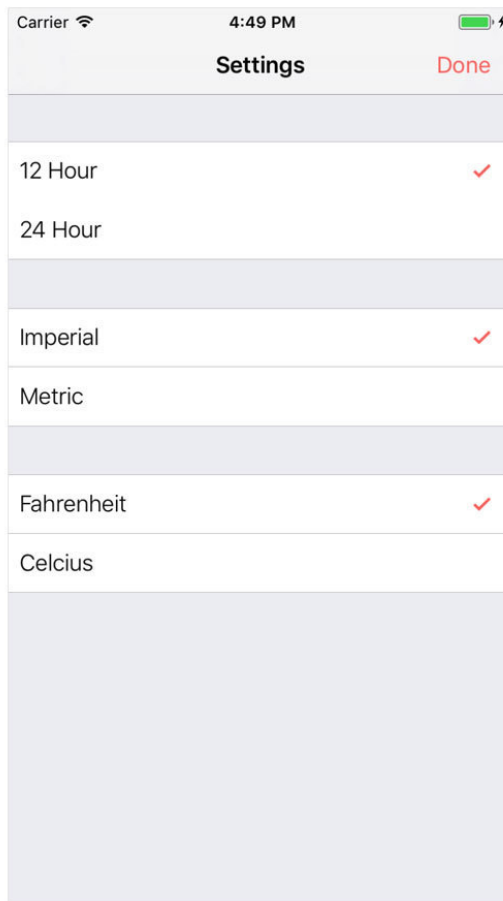 Carrier 4:49 PM
Settings Done
12 Hour
24 Hour
Imperial
Metric
Fahrenheit
Celcius